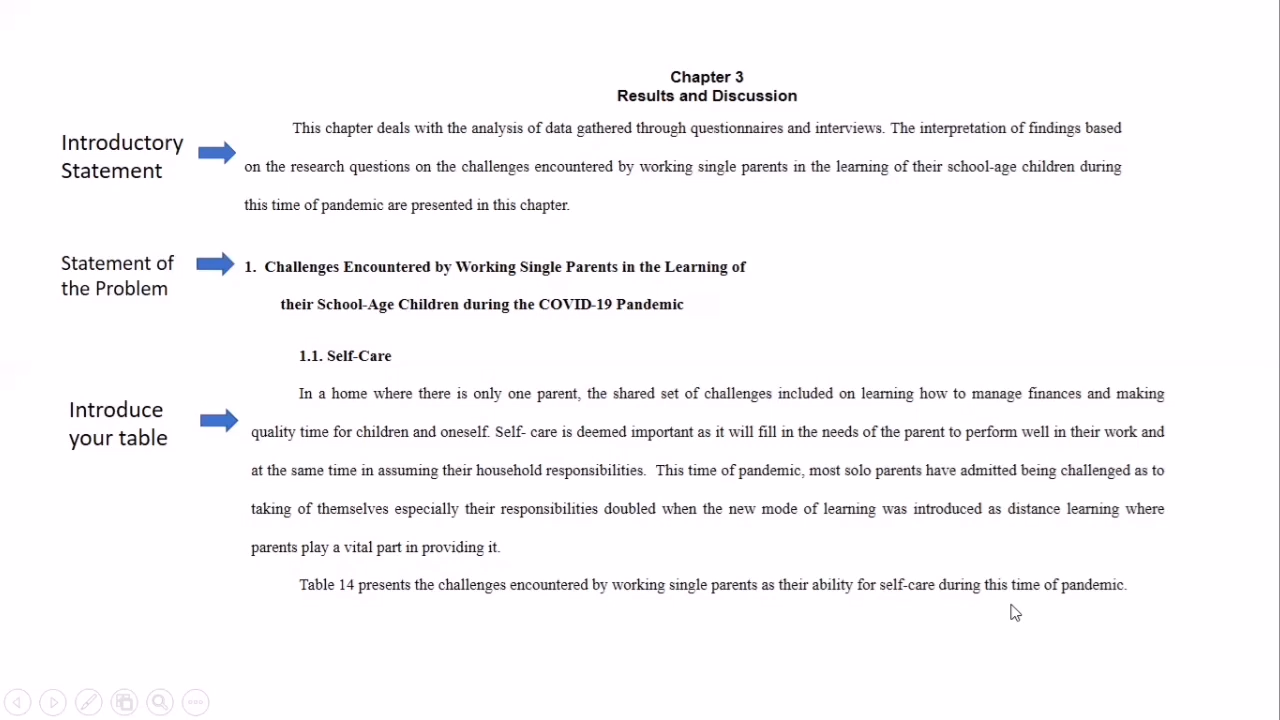 Chapter 3
Results and Discussion
Introductory
Statement
This chapter deals with the analysis of data gathered through questionnaires and interviews. The interpretation of findings based
on the research questions on the challenges encountered by working single parents in the learning of their school-age children during
this time of pandemic are presented in this chapter.
Statement of
the Problem
1. Challenges Encountered by Working Single Parents in the Learning of
their School-Age Children during the COVID-19 Pandemic
1.1. Self-Care
Introduce
your table
In a home where there is only one parent, the shared set of challenges included on learning how to manage finances and making
quality time for children and oneself. Self- care is deemed important as it will fill in the needs of the parent to perform well in their work and
at the same time in assuming their household responsibilities. This time of pandemic, most solo parents have admitted being challenged as to
taking of themselves especially their responsibilities doubled when the new mode of learning was introduced as distance learning where
parents play a vital part in providing it.
Table 14 presents the challenges encountered by working single parents as their ability for self-care during this time of pandemic.